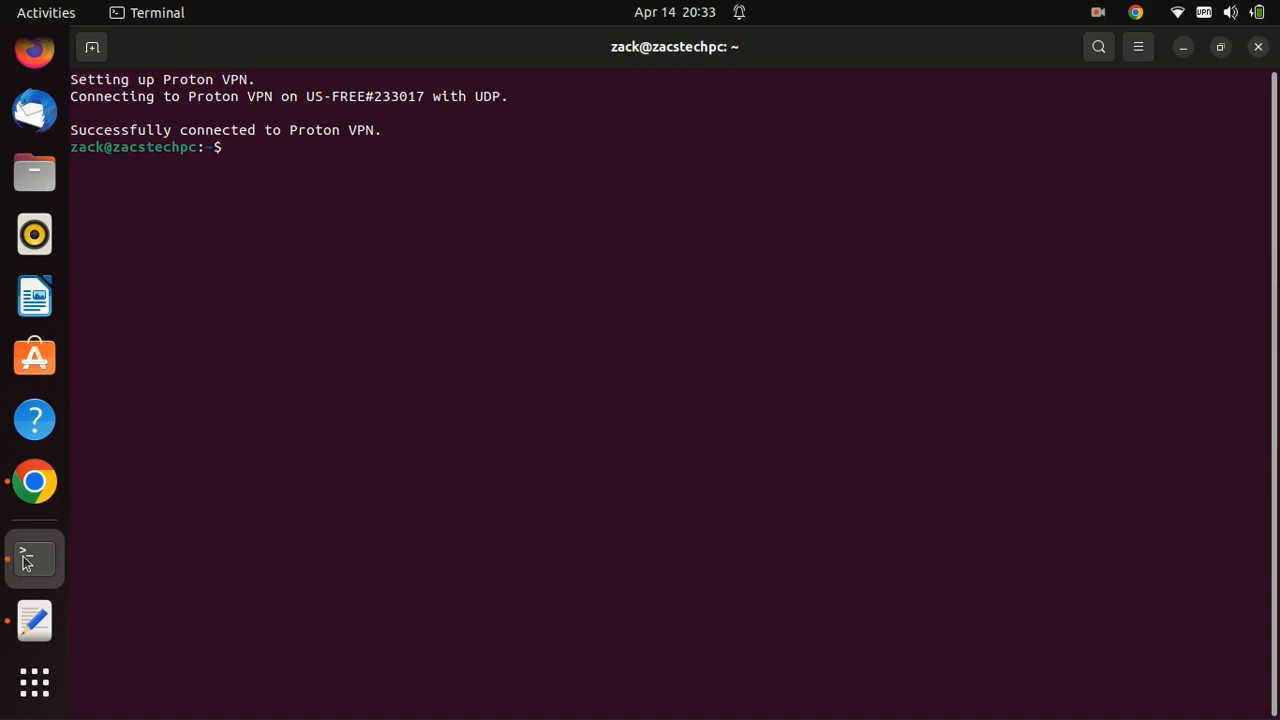 Activities
Terminal
Apr 14 20:33
VPN
zack@zacstechpc: ~
Setting up Proton VPN.
Connecting to Proton VPN on US-FREE#233017 with UDP.
Successfully connected to Proton VPN.
zack@zacstechpc:~$